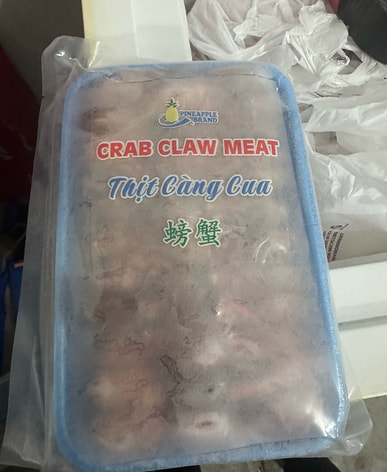 PINEAPPLE
BRAND
CRAB CLAW MEAT
Thịt Càng Cua
螃蟹